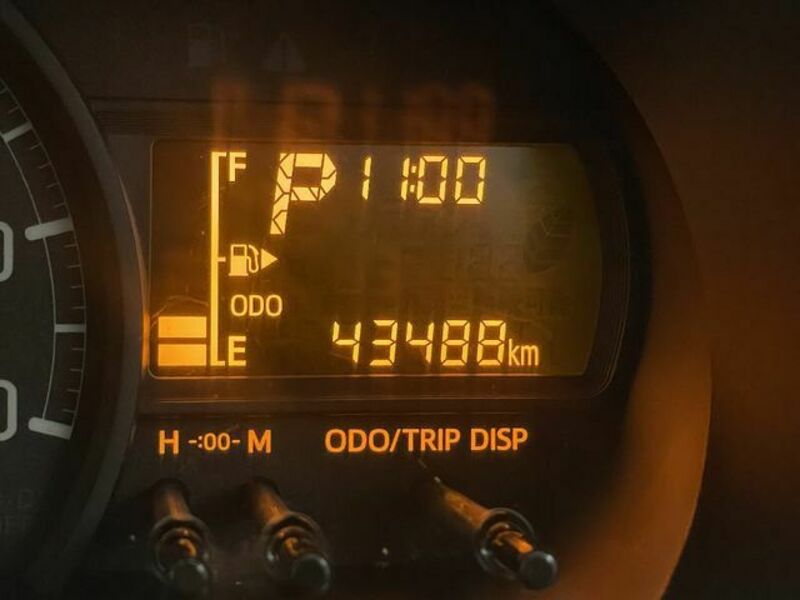 F P 11:00
ODO
E 43488km
H -:00- M ODO/TRIP DISP